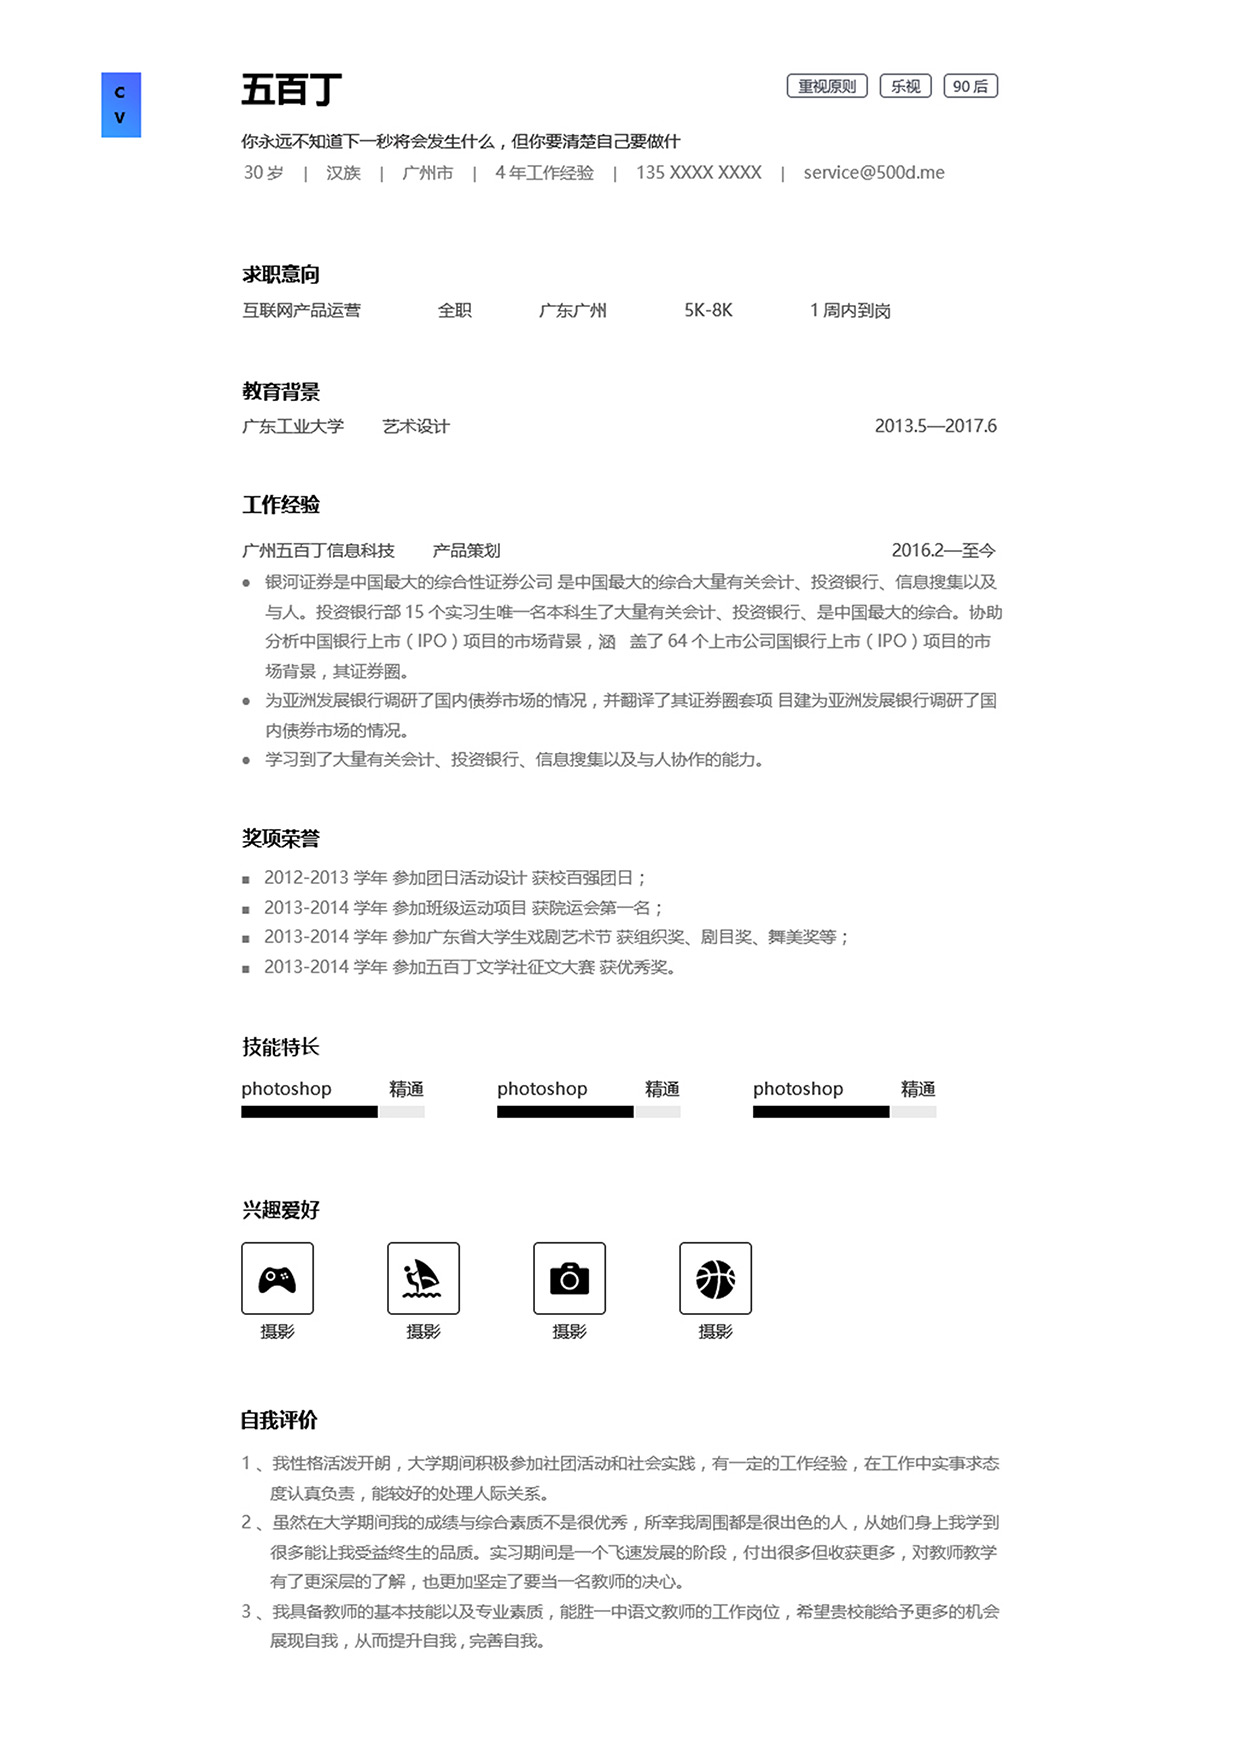 C
V
五百丁
重视原则 乐视 90 后
你永远不知道下一秒将会发生什么，但你要清楚自己要做什
30 岁 | 汉族 | 广州市 | 4 年工作经验 | 135 XXXX XXXX | service@500d.me
求职意向
互联网产品运营 全职 广东广州 5K-8K 1 周内到岗
教育背景
广东工业大学 艺术设计 2013.5—2017.6
工作经验
广州五百丁信息科技 产品策划 2016.2—至今
● 银河证券是中国最大的综合性证券公司 是中国最大的综合大量有关会计、投资银行、信息搜集以及
与人。投资银行部 15 个实习生唯一名本科生了大量有关会计、投资银行、是中国最大的综合。协助
分析中国银行上市（IPO）项目的市场背景，涵 盖了 64 个上市公司国银行上市（IPO）项目的市
场背景，其证券圈。
● 为亚洲发展银行调研了国内债券市场的情况，并翻译了其证券圈套项 目建为亚洲发展银行调研了国
内债券市场的情况。
● 学习到了大量有关会计、投资银行、信息搜集以及与人协作的能力。
奖项荣誉
■ 2012-2013 学年 参加团日活动设计 获校百强团日；
■ 2013-2014 学年 参加班级运动项目 获院运会第一名；
■ 2013-2014 学年 参加广东省大学生戏剧艺术节 获组织奖、剧目奖、舞美奖等；
■ 2013-2014 学年 参加五百丁文学社征文大赛 获优秀奖。
技能特长
photoshop 精通 photoshop 精通 photoshop 精通
兴趣爱好
摄影 摄影 摄影 摄影
自我评价
1 、我性格活泼开朗，大学期间积极参加社团活动和社会实践，有一定的工作经验，在工作中实事求态
度认真负责，能较好的处理人际关系。
2 、虽然在大学期间我的成绩与综合素质不是很优秀，所幸我周围都是很出色的人，从她们身上我学到
很多能让我受益终生的品质。实习期间是一个飞速发展的阶段，付出很多但收获更多，对教师教学
有了更深层的了解，也更加坚定了要当一名教师的决心。
3 、我具备教师的基本技能以及专业素质，能胜一中语文教师的工作岗位，希望贵校能给予更多的机会
展现自我，从而提升自我，完善自我。